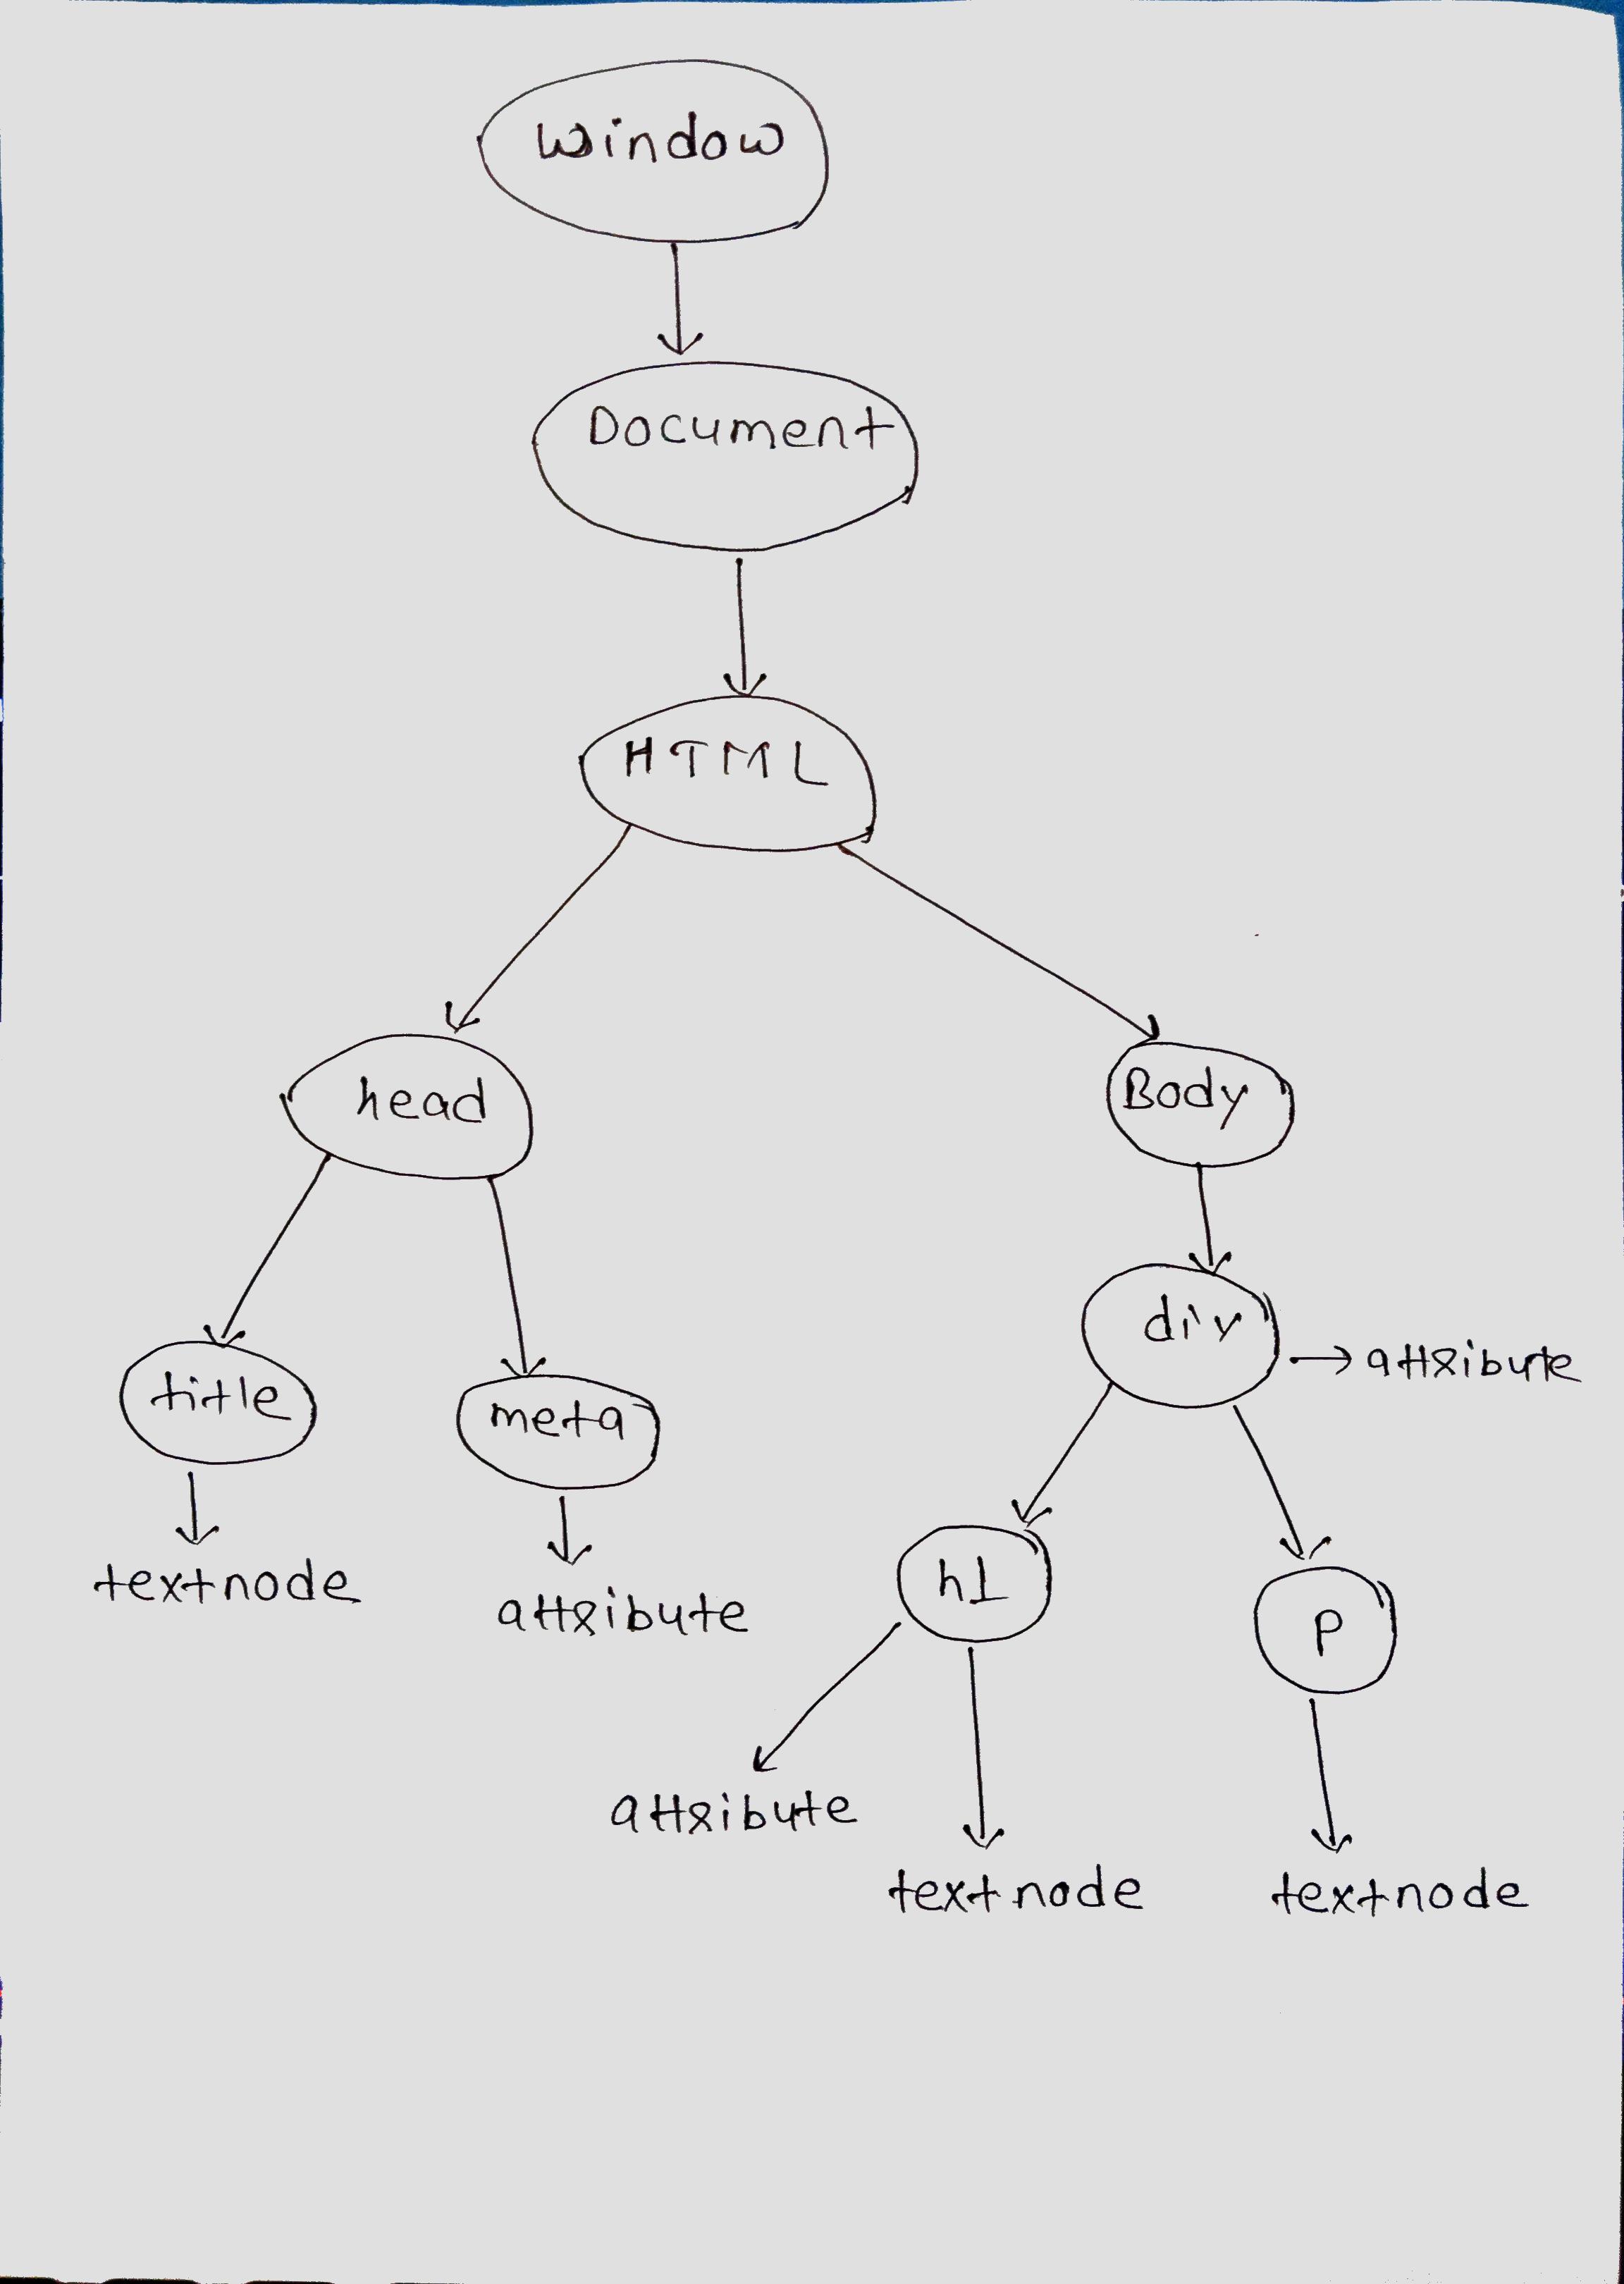 Window
Document
HTML
head
Body
div
attribute
title
meta
textnode
attribute
h1
p
attribute
textnode
textnode